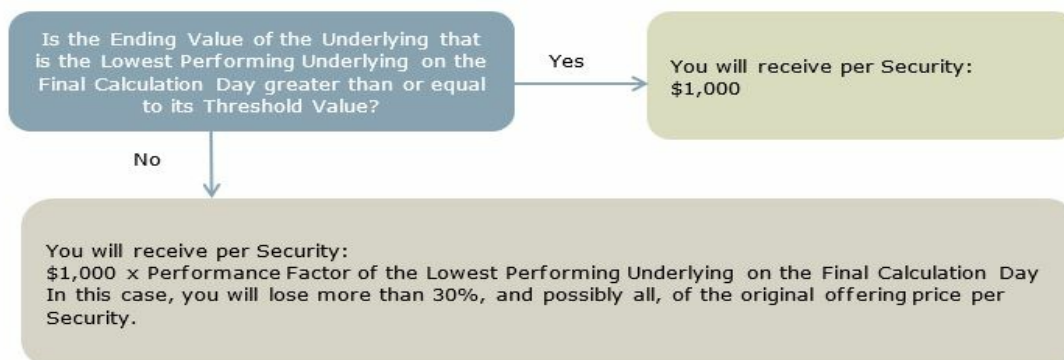 Is the Ending Value of the Underlying that
is the Lowest Performing Underlying on the
Final Calculation Day greater than or equal
to its Threshold Value?
Yes
You will receive per Security:
$1,000
No
You will receive per Security:
$1,000 x Performance Factor of the Lowest Performing Underlying on the Final Calculation Day
In this case, you will lose more than 30%, and possibly all, of the original offering price per
Security.